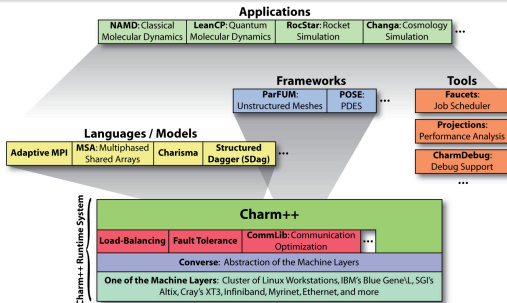 Applications
NAMD: Classical
Molecular Dynamics
LeanCP: Quantum
Molecular Dynamics
RocStar: Rocket
Simulation
Changa: Cosmology
Simulation
...
Frameworks
ParFUM:
Unstructured Meshes
POSE:
PDES
...
Tools
Faucets:
Job Scheduler
Projections:
Performance Analysis
CharmDebug:
Debug Support
...
Languages / Models
Adaptive MPI
MSA: Multiphased
Shared Arrays
Charisma
Structured
Dagger (SDag)
...
Charm++ Runtime System
Charm++
Load-Balancing
Fault Tolerance
CommLib: Communication
Optimization
...
Converse: Abstraction of the Machine Layers
One of the Machine Layers: Cluster of Linux Workstations, IBM's Blue Gene\L, SGI's
Altix, Cray's XT3, Infiniband, Myrinet, Ethernet, and more